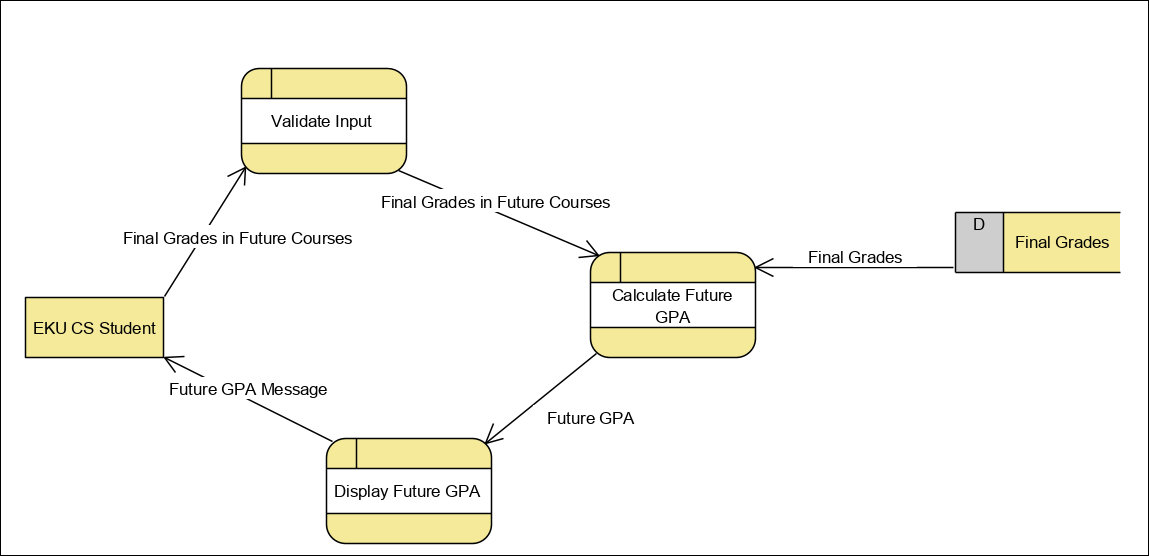 Validate Input
Final Grades in Future Courses
D
Final Grades in Future Courses
Final Grades
Final Grades
Calculate Future
GPA
EKU CS Student
Future GPA Message
Future GPA
Display Future GPA